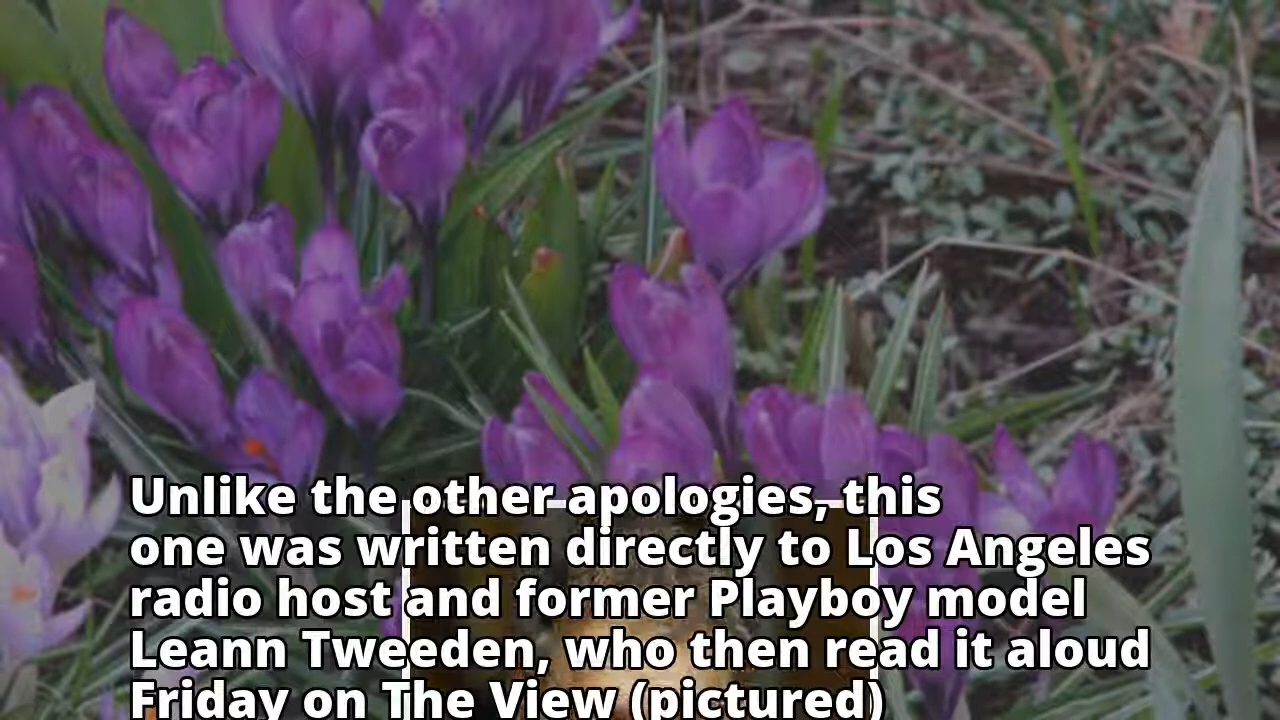 Unlike the other apologies, this
one was written directly to Los Angeles
radio host and former Playboy model
Leann Tweeden, who then read it aloud
Friday on The View (pictured)